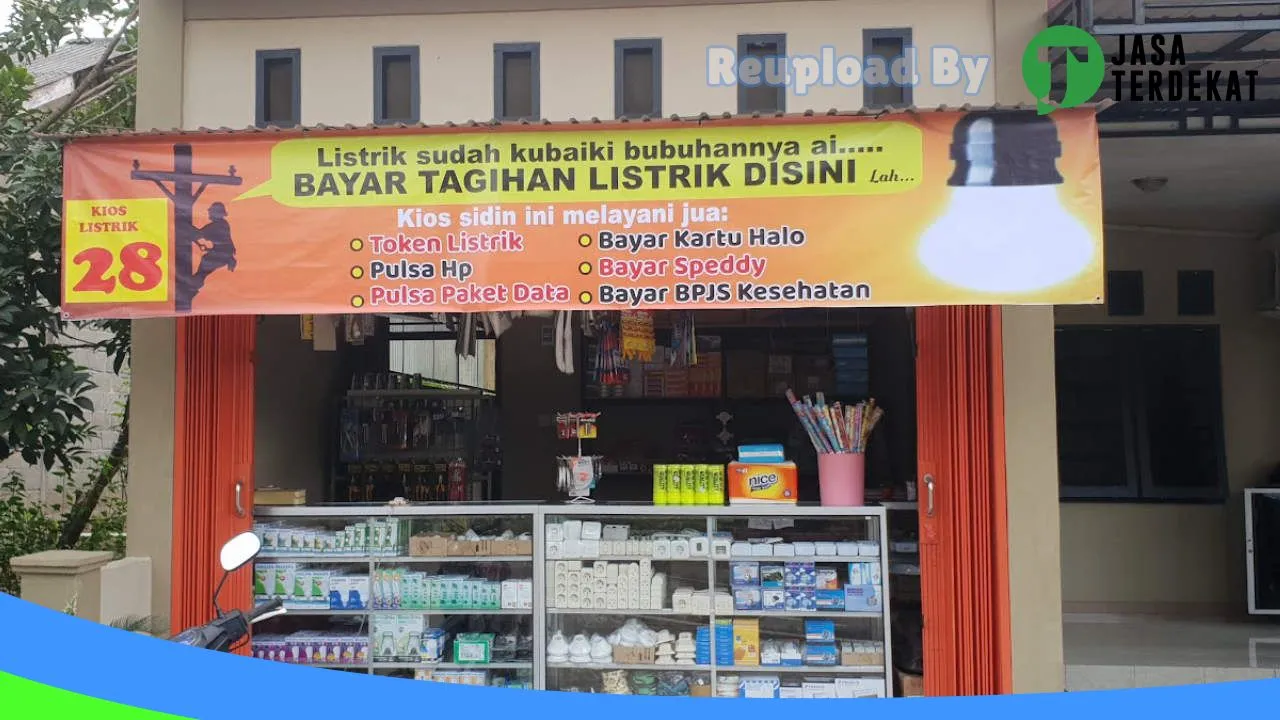 Reupload By
JASA
TERDEKAT
Listrik sudah kubaiki bubuhannya ai.....
BAYAR TAGIHAN LISTRIK DISINI Lah...
KIOS
LISTRIK
28
Kios sidin ini melayani jua:
Token Listrik
Pulsa Hp
Pulsa Paket Data
Bayar Kartu Halo
Bayar Speddy
Bayar BPJS Kesehatan
nice